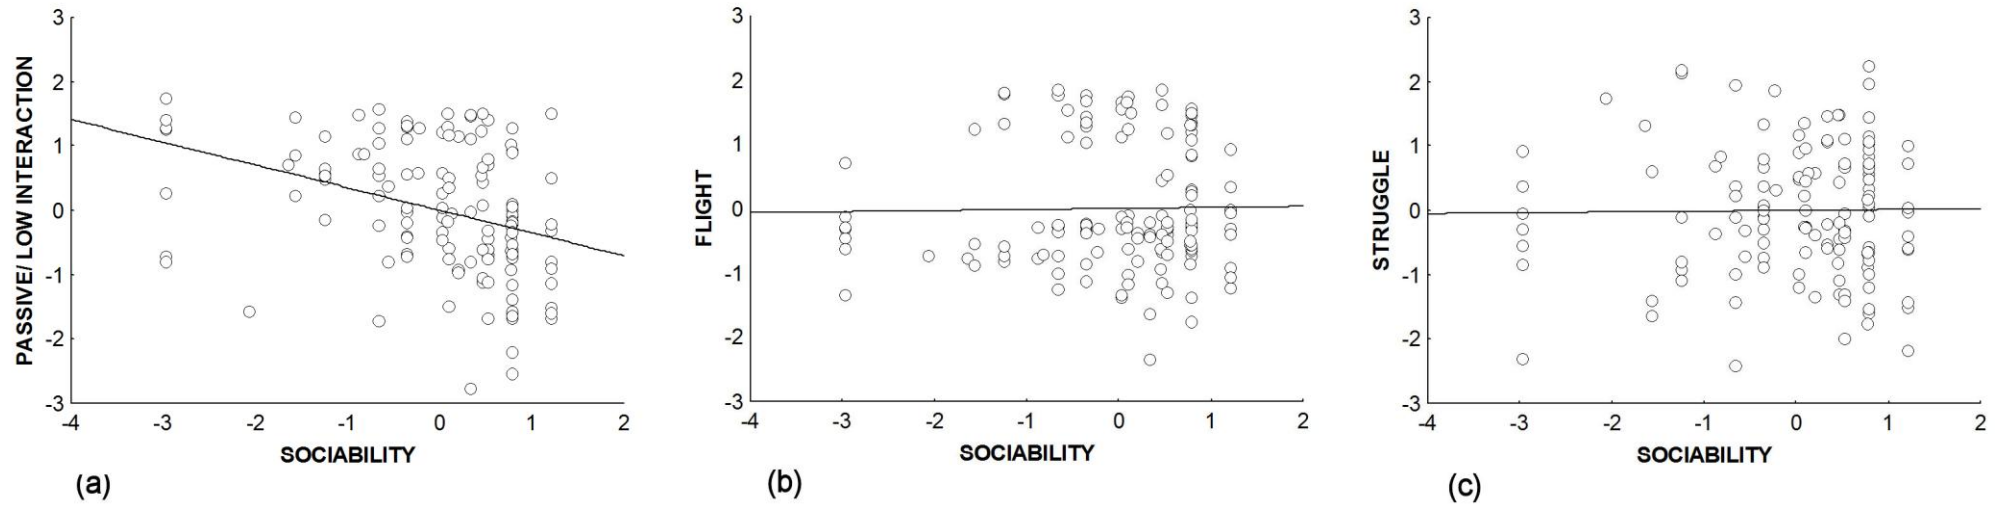 PASSIVE/ LOW INTERACTION
3
2
1
0
-1
-2
-3
-4 -3 -2 -1 0 1 2
SOCIABILITY
(a)
FLIGHT
3
2
1
0
-1
-2
-3
-4 -3 -2 -1 0 1 2
SOCIABILITY
(b)
STRUGGLE
3
2
1
0
-1
-2
-3
-4 -3 -2 -1 0 1 2
SOCIABILITY
(c)